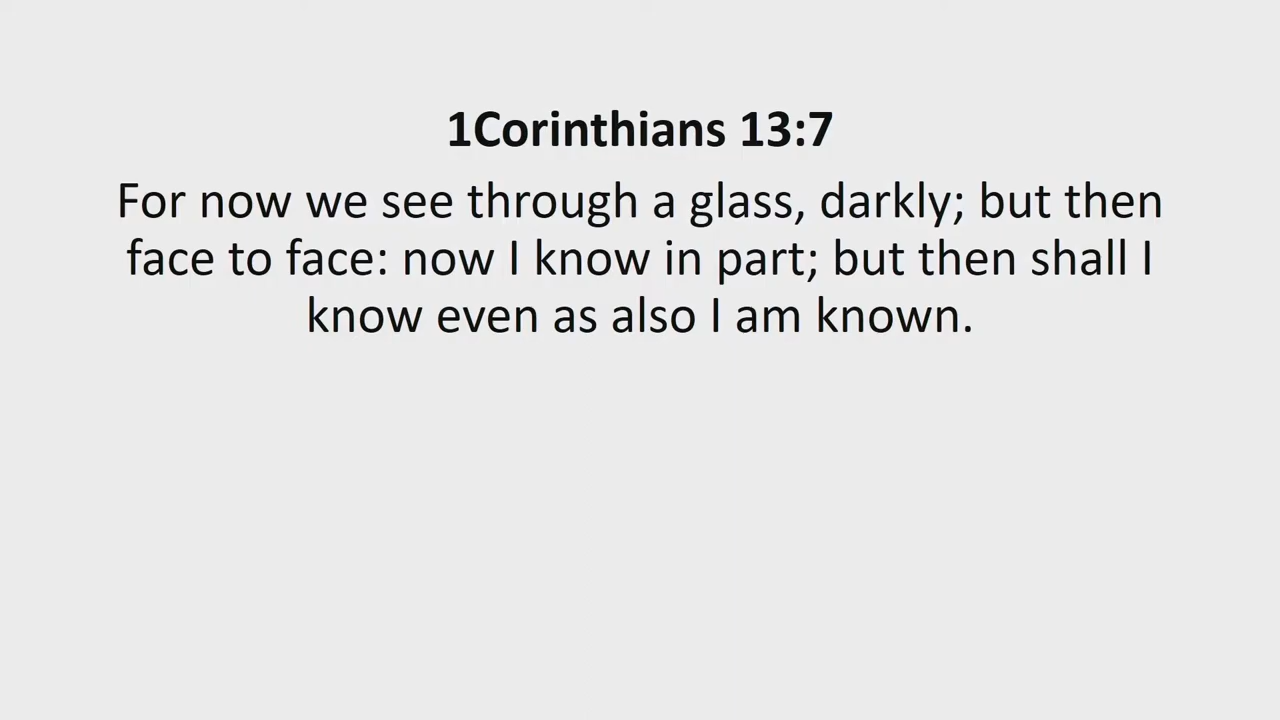 1Corinthians 13:7
For now we see through a glass, darkly; but then
face to face: now I know in part; but then shall I
know even as also I am known.